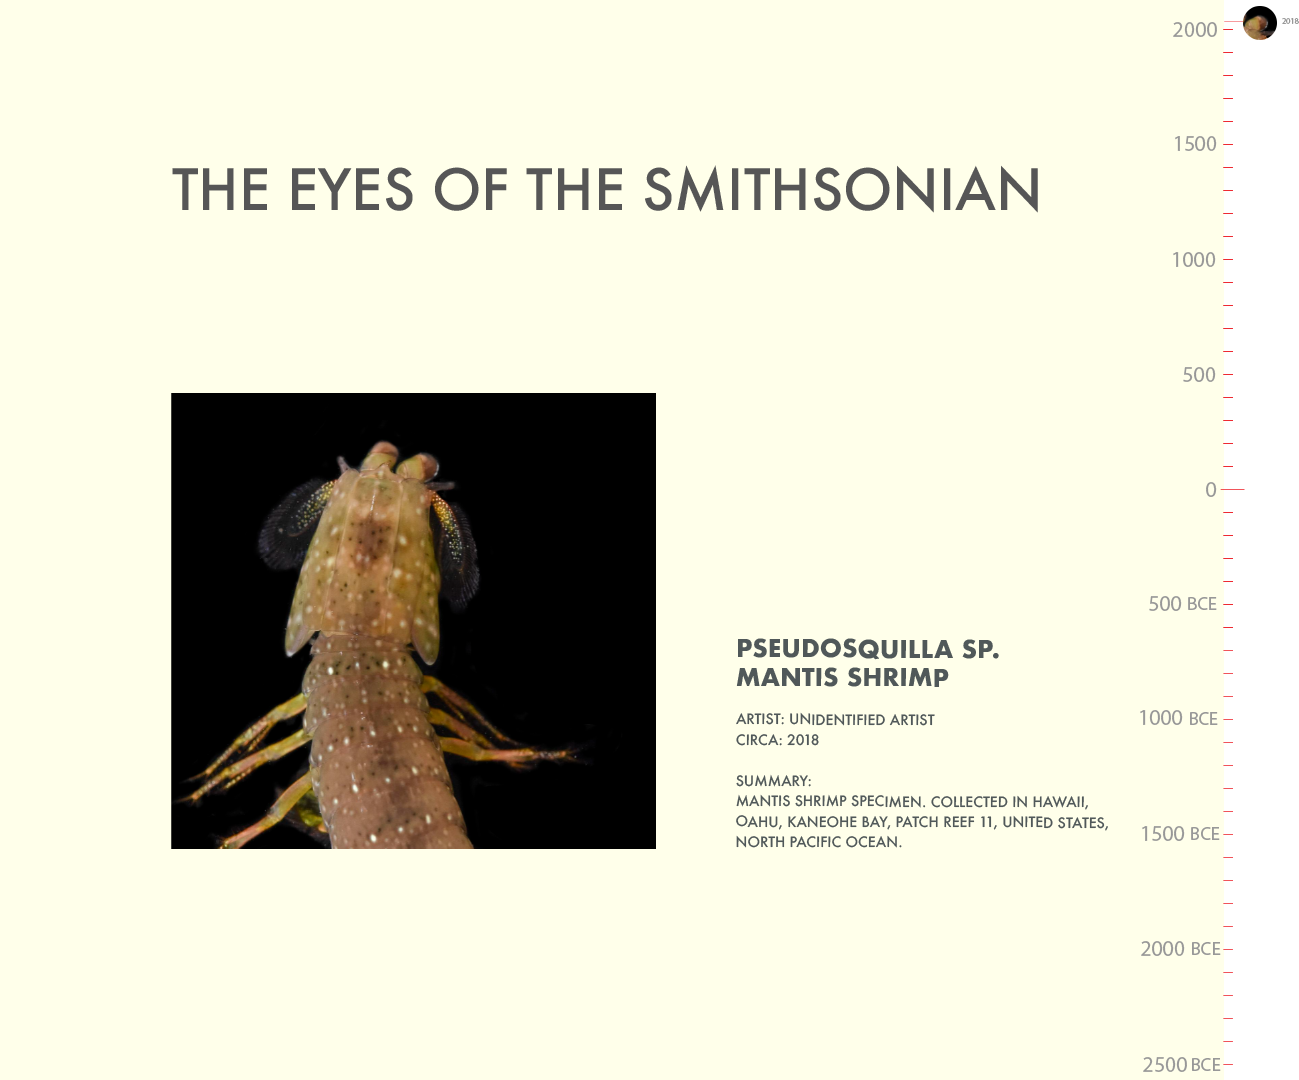 2018
2000
1500
THE EYES OF THE SMITHSONIAN
1000
500
0
500 BCE
PSEUDOSQUILLA SP.
MANTIS SHRIMP
1000 BCE
ARTIST: UNIDENTIFIED ARTIST
CIRCA: 2018
SUMMARY:
MANTIS SHRIMP SPECIMEN. COLLECTED IN HAWAII,
OAHU, KANEOHE BAY, PATCH REEF 11, UNITED STATES,
NORTH PACIFIC OCEAN.
1500 BCE
2000 BCE
2500 BCE